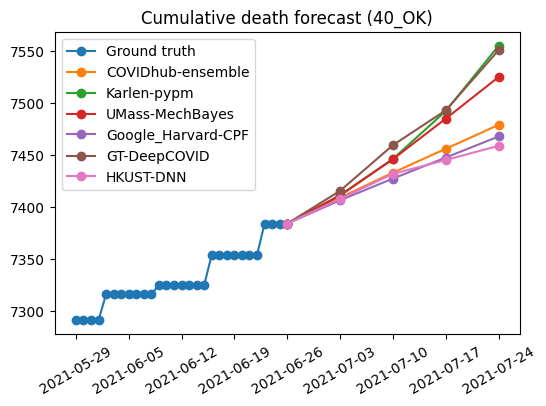 Cumulative death forecast (40_OK)
Ground truth
COVIDhub-ensemble
Karlen-pypm
UMass-MechBayes
Google_Harvard-CPF
GT-DeepCOVID
HKUST-DNN
7550
7500
7450
7400
7350
7300
2021-05-29
2021-06-05
2021-06-12
2021-06-19
2021-06-26
2021-07-03
2021-07-10
2021-07-17
2021-07-24